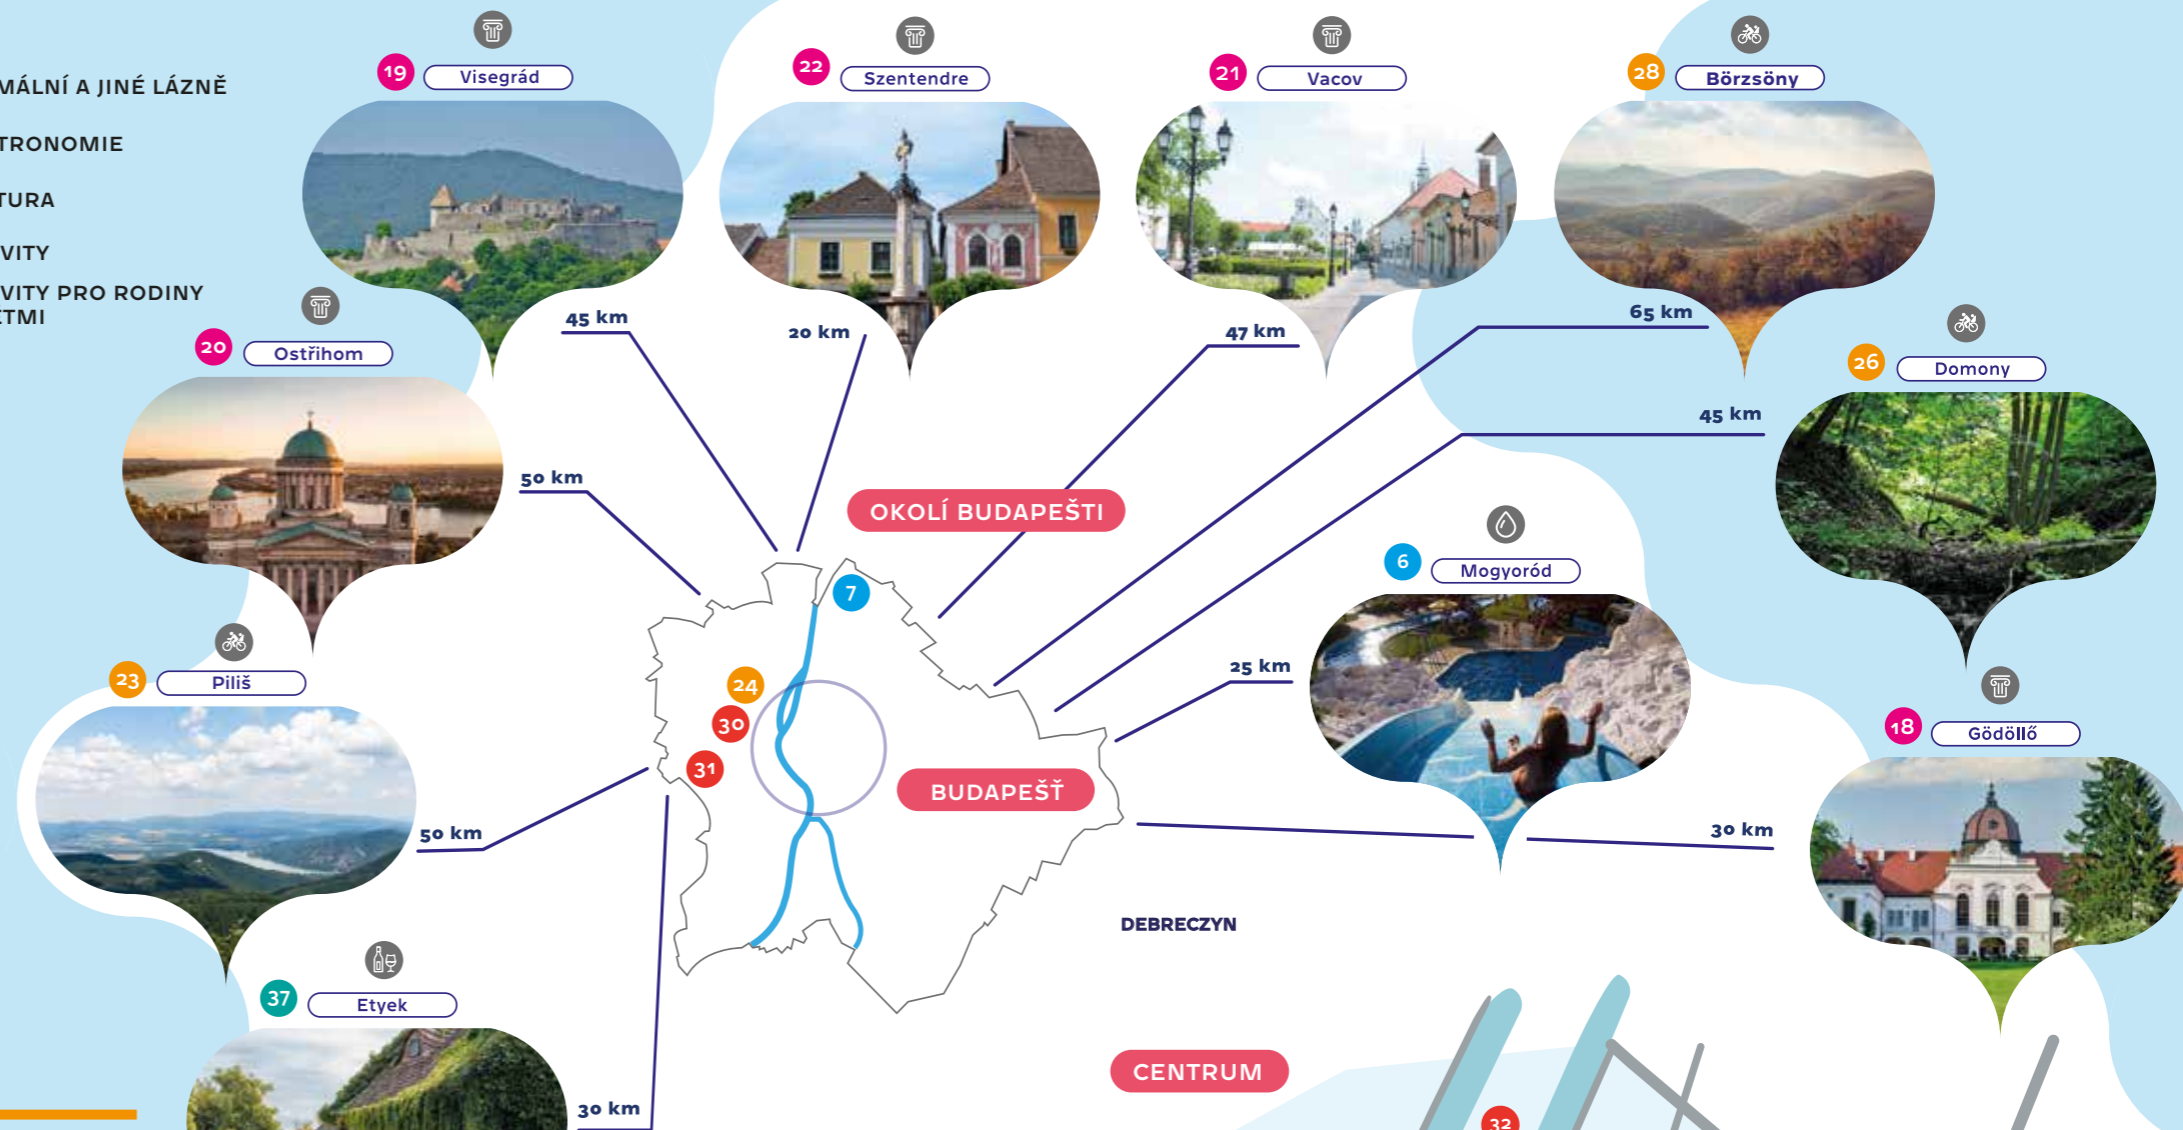 MÁLNÍ A JINÉ LÁZNĚ
TRONOMIE
TURA
VITY
VITY PRO RODINY
ĚTMI
19 Visegrád
22 Szentendre
21 Vacov
28 Börzsöny
20 Ostřihom
26 Domony
45 km
20 km
47 km
65 km
45 km
50 km
OKOLÍ BUDAPEŠTI
6 Mogyoród
7
23 Piliš
24
30
31
25 km
18 Gödöllő
BUDAPEŠŤ
50 km
30 km
DEBRECZYN
37 Etyek
CENTRUM
30 km
32